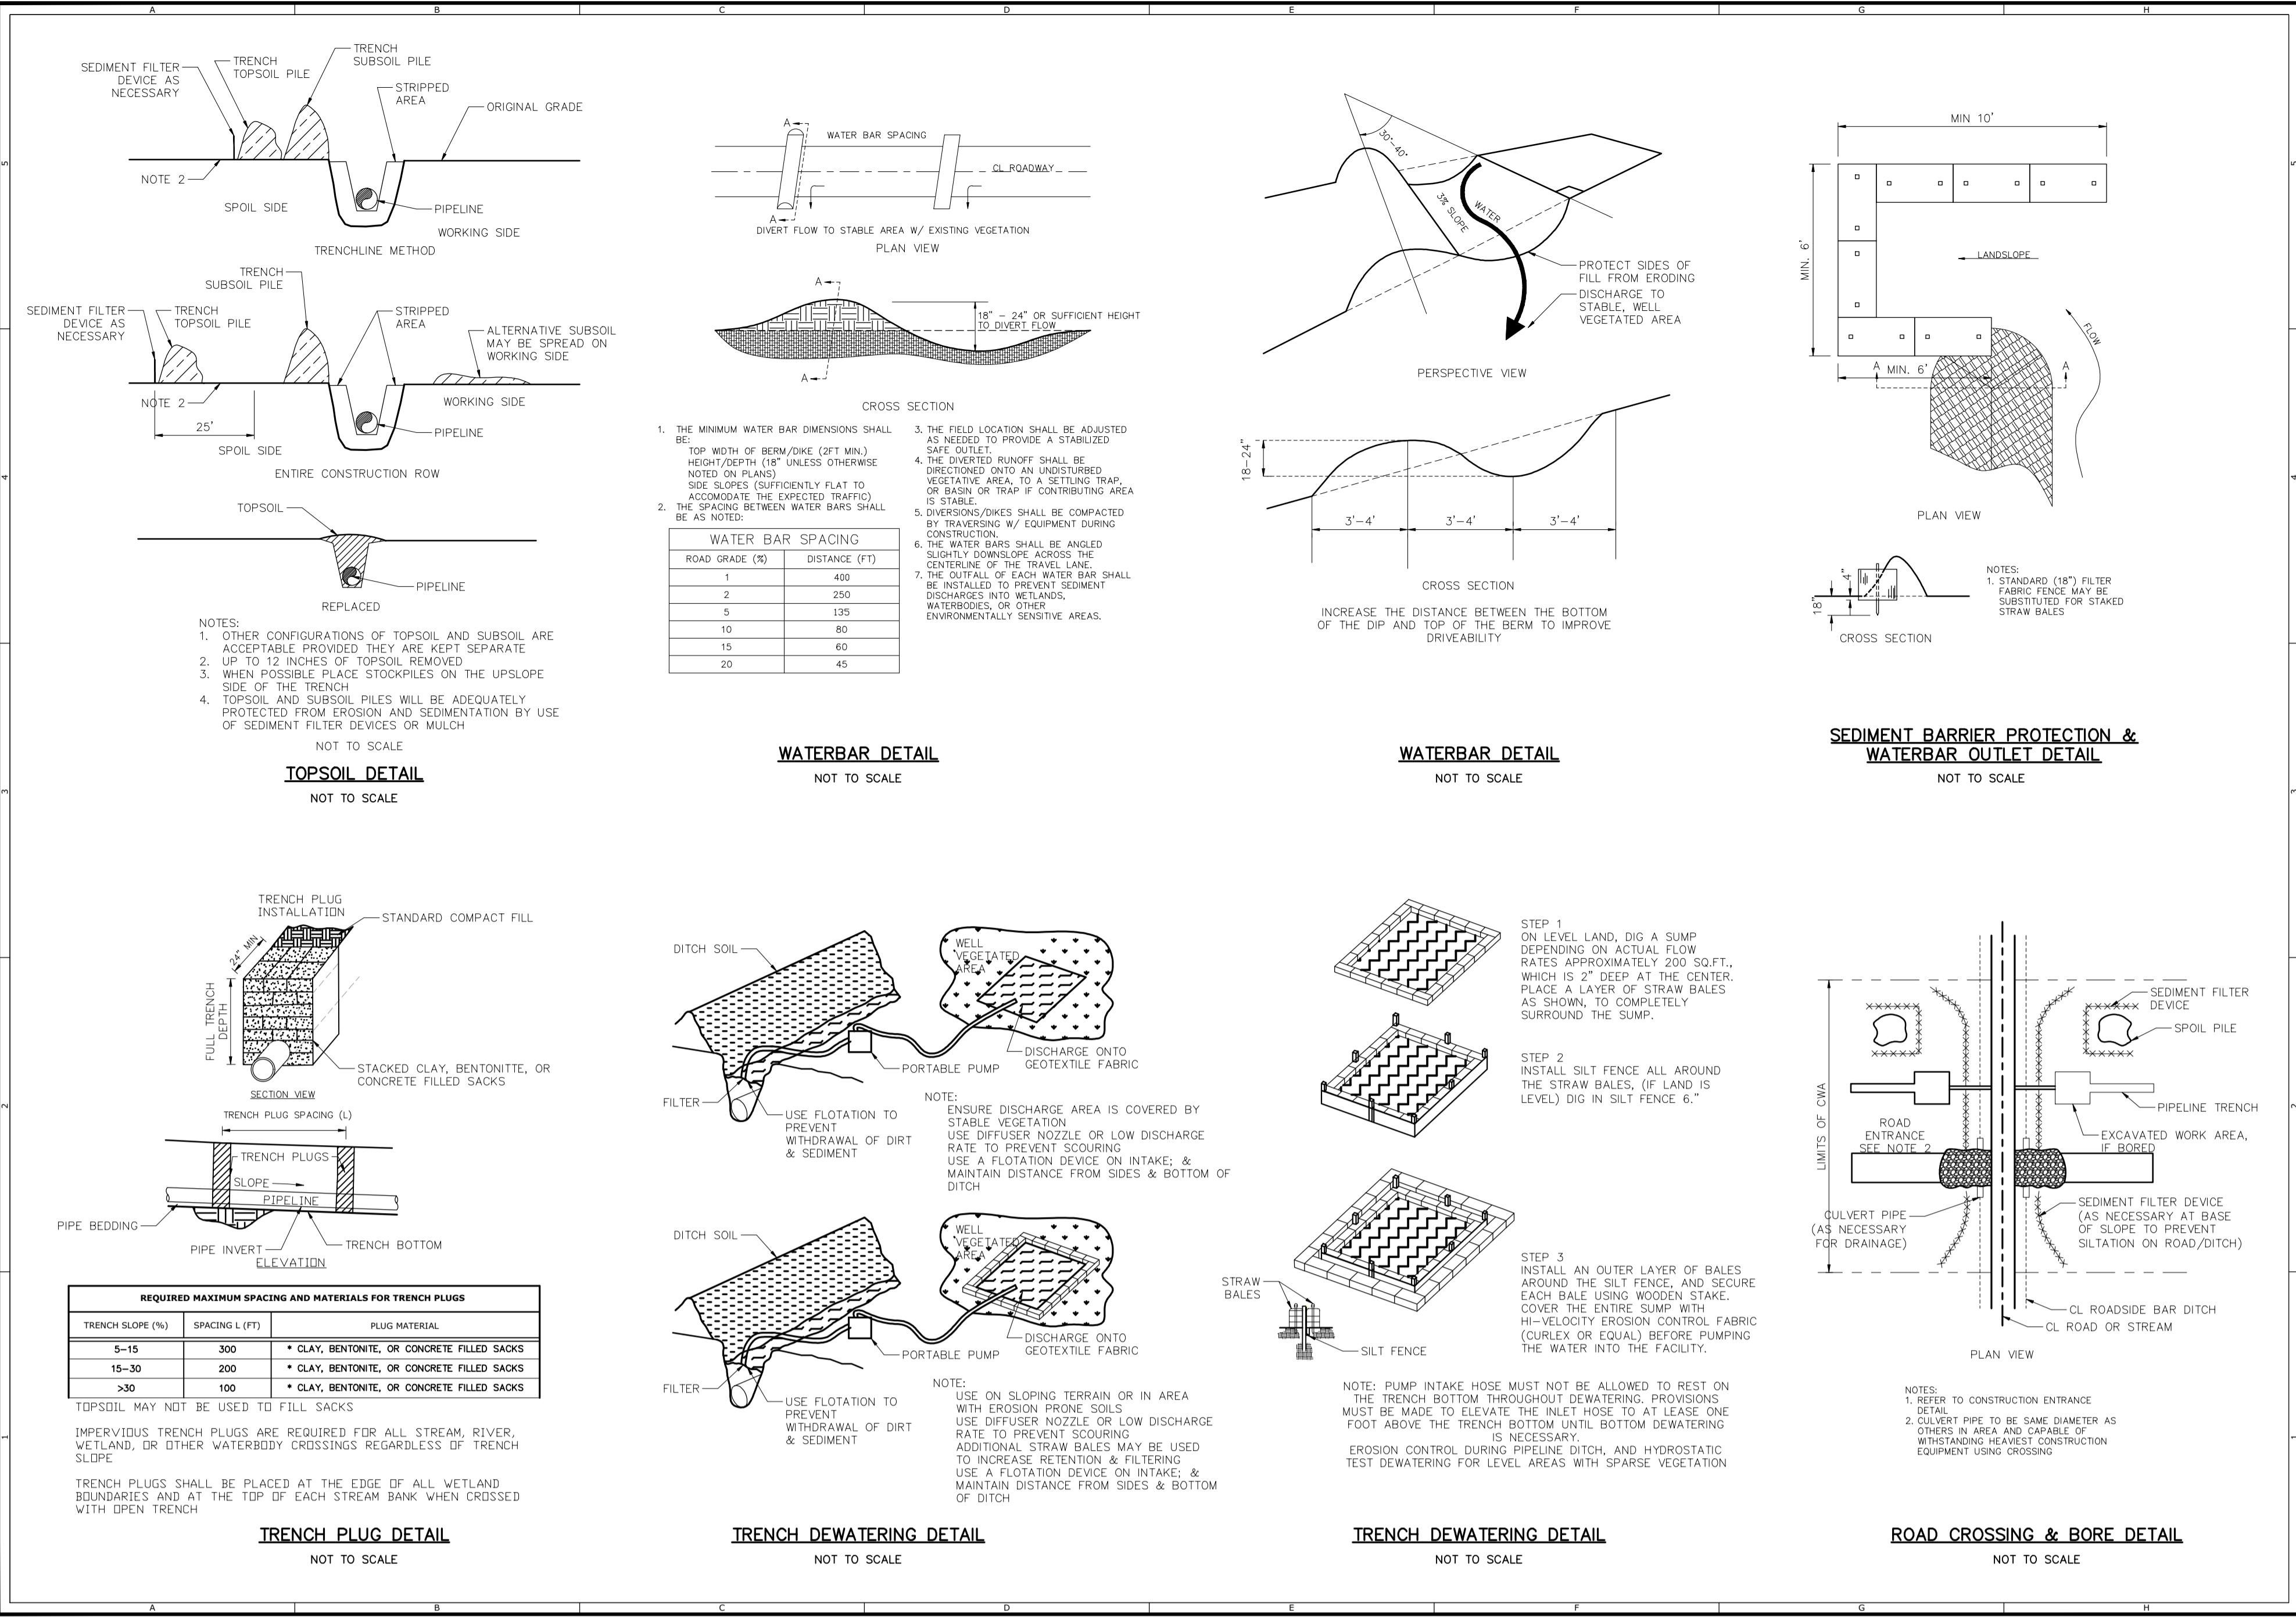 A B C D E F G H
5
4
3
2
1
TRENCH
SUBSOIL PILE
TRENCH
TOPSOIL PILE
SEDIMENT FILTER
DEVICE AS
NECESSARY
STRIPPED
AREA
ORIGINAL GRADE
NOTE 2
SPOIL SIDE
PIPELINE
WORKING SIDE
TRENCHLINE METHOD
TRENCH
SUBSOIL PILE
SEDIMENT FILTER
DEVICE AS
NECESSARY
TRENCH
TOPSOIL PILE
STRIPPED
AREA
ALTERNATIVE SUBSOIL
MAY BE SPREAD ON
WORKING SIDE
NOTE 2
WORKING SIDE
25'
PIPELINE
SPOIL SIDE
ENTIRE CONSTRUCTION ROW
TOPSOIL
PIPELINE
REPLACED
NOTES:
1. OTHER CONFIGURATIONS OF TOPSOIL AND SUBSOIL ARE
ACCEPTABLE PROVIDED THEY ARE KEPT SEPARATE
2. UP TO 12 INCHES OF TOPSOIL REMOVED
3. WHEN POSSIBLE PLACE STOCKPILES ON THE UPSLOPE
SIDE OF THE TRENCH
4. TOPSOIL AND SUBSOIL PILES WILL BE ADEQUATELY
PROTECTED FROM EROSION AND SEDIMENTATION BY USE
OF SEDIMENT FILTER DEVICES OR MULCH
NOT TO SCALE
TOPSOIL DETAIL
NOT TO SCALE
A
WATER BAR SPACING
CL ROADWAY
A
DIVERT FLOW TO STABLE AREA W/ EXISTING VEGETATION
PLAN VIEW
A
18" - 24" OR SUFFICIENT HEIGHT
TO DIVERT FLOW
A
CROSS SECTION
1. THE MINIMUM WATER BAR DIMENSIONS SHALL
BE:
TOP WIDTH OF BERM/DIKE (2FT MIN.)
HEIGHT/DEPTH (18" UNLESS OTHERWISE
NOTED ON PLANS)
SIDE SLOPES (SUFFICIENTLY FLAT TO
ACCOMODATE THE EXPECTED TRAFFIC)
2. THE SPACING BETWEEN WATER BARS SHALL
BE AS NOTED:
WATER BAR SPACING
ROAD GRADE (%) DISTANCE (FT)
1 400
2 250
5 135
10 80
15 60
20 45
3. THE FIELD LOCATION SHALL BE ADJUSTED
AS NEEDED TO PROVIDE A STABILIZED
SAFE OUTLET.
4. THE DIVERTED RUNOFF SHALL BE
DIRECTIONED ONTO AN UNDISTURBED
VEGETATIVE AREA, TO A SETTLING TRAP,
OR BASIN OR TRAP IF CONTRIBUTING AREA
IS STABLE.
5. DIVERSIONS/DIKES SHALL BE COMPACTED
BY TRAVERSING W/ EQUIPMENT DURING
CONSTRUCTION.
6. THE WATER BARS SHALL BE ANGLED
SLIGHTLY DOWNSLOPE ACROSS THE
CENTERLINE OF THE TRAVEL LANE.
7. THE OUTFALL OF EACH WATER BAR SHALL
BE INSTALLED TO PREVENT SEDIMENT
DISCHARGES INTO WETLANDS,
WATERBODIES, OR OTHER
ENVIRONMENTALLY SENSITIVE AREAS.
WATERBAR DETAIL
NOT TO SCALE
30°-40°
3% SLOPE
WATER
PROTECT SIDES OF
FILL FROM ERODING
DISCHARGE TO
STABLE, WELL
VEGETATED AREA
PERSPECTIVE VIEW
18-24"
3'-4' 3'-4' 3'-4'
CROSS SECTION
INCREASE THE DISTANCE BETWEEN THE BOTTOM
OF THE DIP AND TOP OF THE BERM TO IMPROVE
DRIVEABILITY
WATERBAR DETAIL
NOT TO SCALE
MIN 10'
MIN. 6'
LANDSLOPE
FLOW
A MIN. 6' A
PLAN VIEW
4"
18"
CROSS SECTION
NOTES:
1. STANDARD (18") FILTER
FABRIC FENCE MAY BE
SUBSTITUTED FOR STAKED
STRAW BALES
SEDIMENT BARRIER PROTECTION &
WATERBAR OUTLET DETAIL
NOT TO SCALE
TRENCH PLUG
INSTALLATION
STANDARD COMPACT FILL
24" MIN
FULL TRENCH
DEPTH
STACKED CLAY, BENTONITTE, OR
CONCRETE FILLED SACKS
SECTION VIEW
TRENCH PLUG SPACING (L)
TRENCH PLUGS
SLOPE
PIPELINE
PIPE BEDDING
PIPE INVERT
TRENCH BOTTOM
ELEVATION
REQUIRED MAXIMUM SPACING AND MATERIALS FOR TRENCH PLUGS
TRENCH SLOPE (%) SPACING L (FT) PLUG MATERIAL
5-15 300 * CLAY, BENTONITE, OR CONCRETE FILLED SACKS
15-30 200 * CLAY, BENTONITE, OR CONCRETE FILLED SACKS
>30 100 * CLAY, BENTONITE, OR CONCRETE FILLED SACKS
TOPSOIL MAY NOT BE USED TO FILL SACKS
IMPERVIOUS TRENCH PLUGS ARE REQUIRED FOR ALL STREAM, RIVER,
WETLAND, OR OTHER WATERBODY CROSSINGS REGARDLESS OF TRENCH
SLOPE
TRENCH PLUGS SHALL BE PLACED AT THE EDGE OF ALL WETLAND
BOUNDARIES AND AT THE TOP OF EACH STREAM BANK WHEN CROSSED
WITH OPEN TRENCH
TRENCH PLUG DETAIL
NOT TO SCALE
DITCH SOIL
WELL
VEGETATED
AREA
DISCHARGE ONTO
GEOTEXTILE FABRIC
PORTABLE PUMP
FILTER
USE FLOTATION TO
PREVENT
WITHDRAWAL OF DIRT
& SEDIMENT
NOTE:
ENSURE DISCHARGE AREA IS COVERED BY
STABLE VEGETATION
USE DIFFUSER NOZZLE OR LOW DISCHARGE
RATE TO PREVENT SCOURING
USE A FLOTATION DEVICE ON INTAKE; &
MAINTAIN DISTANCE FROM SIDES & BOTTOM OF
DITCH
DITCH SOIL
WELL
VEGETATED
AREA
DISCHARGE ONTO
GEOTEXTILE FABRIC
PORTABLE PUMP
FILTER
USE FLOTATION TO
PREVENT
WITHDRAWAL OF DIRT
& SEDIMENT
NOTE:
USE ON SLOPING TERRAIN OR IN AREA
WITH EROSION PRONE SOILS
USE DIFFUSER NOZZLE OR LOW DISCHARGE
RATE TO PREVENT SCOURING
ADDITIONAL STRAW BALES MAY BE USED
TO INCREASE RETENTION & FILTERING
USE A FLOTATION DEVICE ON INTAKE; &
MAINTAIN DISTANCE FROM SIDES & BOTTOM
OF DITCH
TRENCH DEWATERING DETAIL
NOT TO SCALE
STEP 1
ON LEVEL LAND, DIG A SUMP
DEPENDING ON ACTUAL FLOW
RATES APPROXIMATELY 200 SQ.FT.,
WHICH IS 2" DEEP AT THE CENTER.
PLACE A LAYER OF STRAW BALES
AS SHOWN, TO COMPLETELY
SURROUND THE SUMP.
STEP 2
INSTALL SILT FENCE ALL AROUND
THE STRAW BALES, (IF LAND IS
LEVEL) DIG IN SILT FENCE 6."
STEP 3
INSTALL AN OUTER LAYER OF BALES
AROUND THE SILT FENCE, AND SECURE
EACH BALE USING WOODEN STAKE.
COVER THE ENTIRE SUMP WITH
HI-VELOCITY EROSION CONTROL FABRIC
(CURLEX OR EQUAL) BEFORE PUMPING
THE WATER INTO THE FACILITY.
STRAW
BALES
SILT FENCE
NOTE: PUMP INTAKE HOSE MUST NOT BE ALLOWED TO REST ON
THE TRENCH BOTTOM THROUGHOUT DEWATERING. PROVISIONS
MUST BE MADE TO ELEVATE THE INLET HOSE TO AT LEASE ONE
FOOT ABOVE THE TRENCH BOTTOM UNTIL BOTTOM DEWATERING
IS NECESSARY.
EROSION CONTROL DURING PIPELINE DITCH, AND HYDROSTATIC
TEST DEWATERING FOR LEVEL AREAS WITH SPARSE VEGETATION
TRENCH DEWATERING DETAIL
NOT TO SCALE
SEDIMENT FILTER
DEVICE
SPOIL PILE
LIMITS OF CWA
PIPELINE TRENCH
ROAD
ENTRANCE
SEE NOTE 2
EXCAVATED WORK AREA,
IF BORED
CULVERT PIPE
(AS NECESSARY
FOR DRAINAGE)
SEDIMENT FILTER DEVICE
(AS NECESSARY AT BASE
OF SLOPE TO PREVENT
SILTATION ON ROAD/DITCH)
CL ROADSIDE BAR DITCH
CL ROAD OR STREAM
PLAN VIEW
NOTES:
1. REFER TO CONSTRUCTION ENTRANCE
DETAIL
2. CULVERT PIPE TO BE SAME DIAMETER AS
OTHERS IN AREA AND CAPABLE OF
WITHSTANDING HEAVIEST CONSTRUCTION
EQUIPMENT USING CROSSING
ROAD CROSSING & BORE DETAIL
NOT TO SCALE
A B C D E F G H
5
4
3
2
1